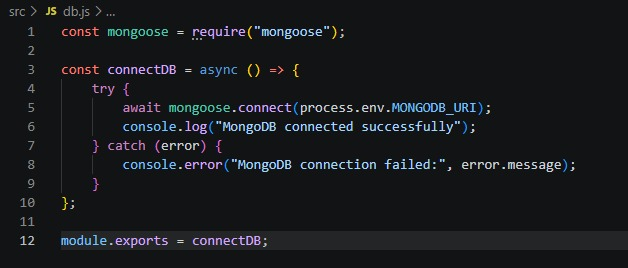 src > JS db.js > ...
1 const mongoose = require("mongoose");
2
3 const connectDB = async () => {
4     try {
5         await mongoose.connect(process.env.MONGODB_URI);
6         console.log("MongoDB connected successfully");
7     } catch (error) {
8         console.error("MongoDB connection failed:", error.message);
9     }
10 };
11
12 module.exports = connectDB;